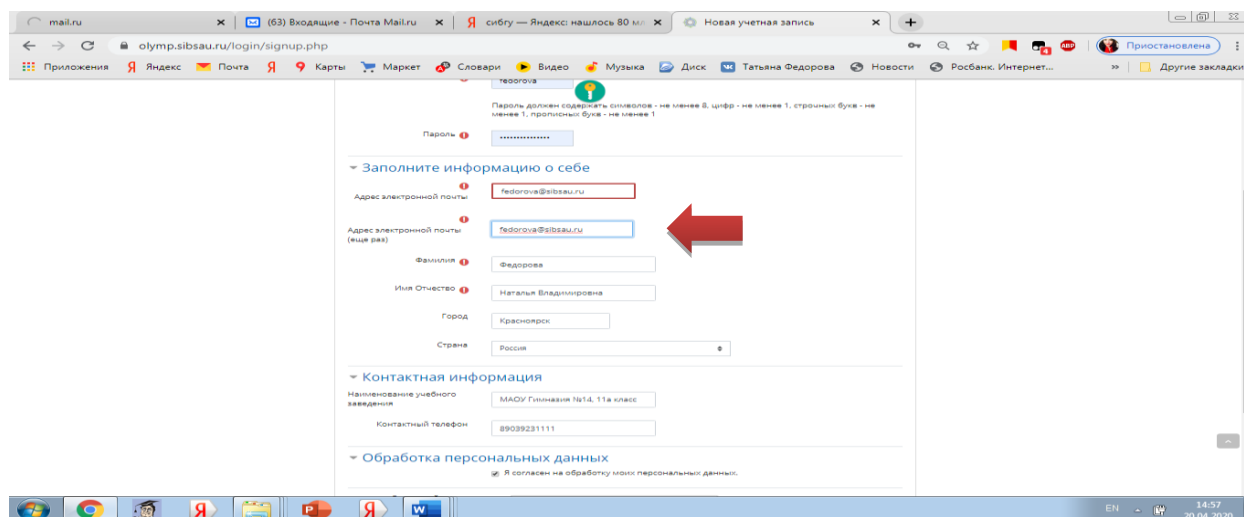 mail.ru
(63) Входящие - Почта Mail.ru
сибгу — Яндекс: нашлось 80 мл
Новая учетная запись
olymp.sibsau.ru/login/signup.php
Приостановлена
Приложения Яндекс Почта Карты Маркет Словари Видео Музыка Диск Татьяна Федорова Новости Росбанк. Интернет... » Другие закладки
fedorova
Пароль должен содержать символов - не менее 8, цифр - не менее 1, строчных букв - не
менее 1, прописных букв - не менее 1
Пароль
Заполните информацию о себе
Адрес электронной почты fedorova@sibsau.ru
Адрес электронной почты
(еще раз) fedorova@sibsau.ru
Фамилия Федорова
Имя Отчество Наталья Владимировна
Город Красноярск
Страна Россия
Контактная информация
Наименование учебного
заведения МАОУ Гимназия №14, 11а класс
Контактный телефон 89039231111
Обработка персональных данных
Я согласен на обработку моих персональных данных.
EN 14:57
20.04.2020